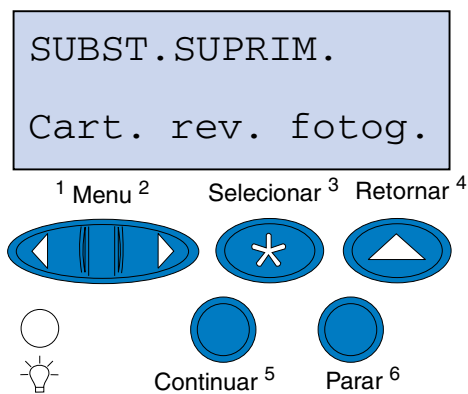 SUBST.SUPRIM.
Cart. rev. fotog.
1 Menu 2
Selecionar 3
Retornar 4
Continuar 5
Parar 6